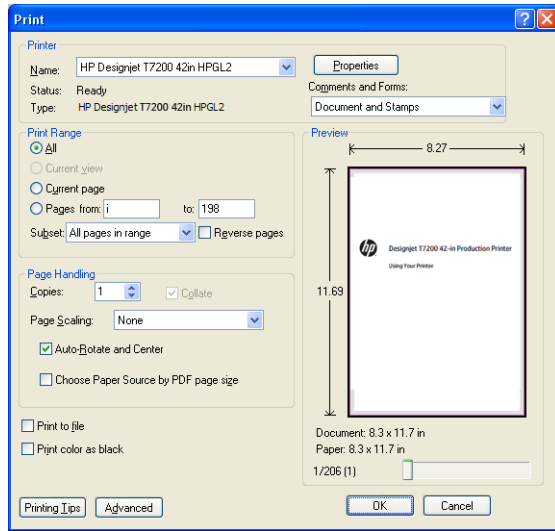 Print
Printer
Name: HP Designjet T7200 42in HPGL2
Properties
Status: Ready
Comments and Forms:
Type: HP Designjet T7200 42in HPGL2
Document and Stamps
Print Range
All
Current view
Current page
Pages from: i to: 198
Subset: All pages in range Reverse pages
Page Handling
Copies: 1 Collate
Page Scaling: None
Auto-Rotate and Center
Choose Paper Source by PDF page size
Print to file
Print color as black
Preview
8.27
11.69
hp
Designjet T7200 42-in Production Printer
Using Your Printer
Document: 8.3 x 11.7 in
Paper: 8.3 x 11.7 in
1/206 (1)
Printing Tips Advanced OK Cancel